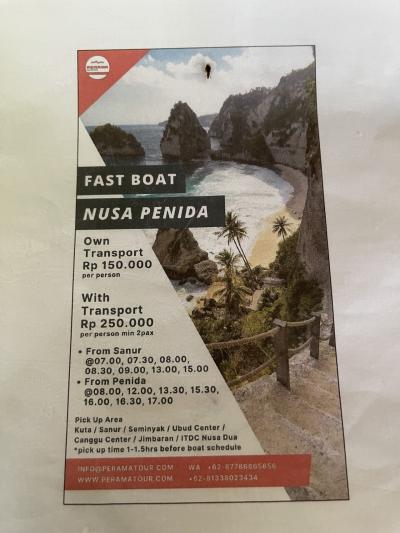 PERAMA
FAST BOAT
NUSA PENIDA
Own
Transport
Rp 150.000
per person
With
Transport
Rp 250.000
per person min 2pax
• From Sanur
@07.00, 07.30, 08.00,
08.30, 09.00, 13.00, 15.00
• From Penida
@08.00, 12.00, 13.30, 15.30,
16.00, 16.30, 17.00
Pick Up Area
Kuta / Sanur / Seminyak / Ubud Center /
Canggu Center / Jimbaran / ITDC Nusa Dua
*pick up time 1-1.5hrs before boat schedule
INFO@PERAMATOUR.COM WA +62-87786665856
WWW.PERAMATOUR.COM +62-81338023434